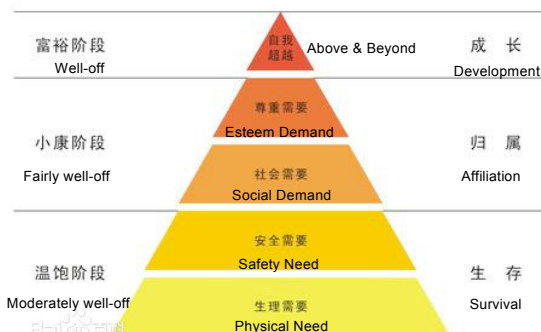 富裕阶段
Well-off
自我
超越
Above & Beyond
成长
Development
尊重需要
Esteem Demand
小康阶段
Fairly well-off
社会需要
Social Demand
归属
Affiliation
安全需要
Safety Need
温饱阶段
Moderately well-off
生理需要
Physical Need
生存
Survival